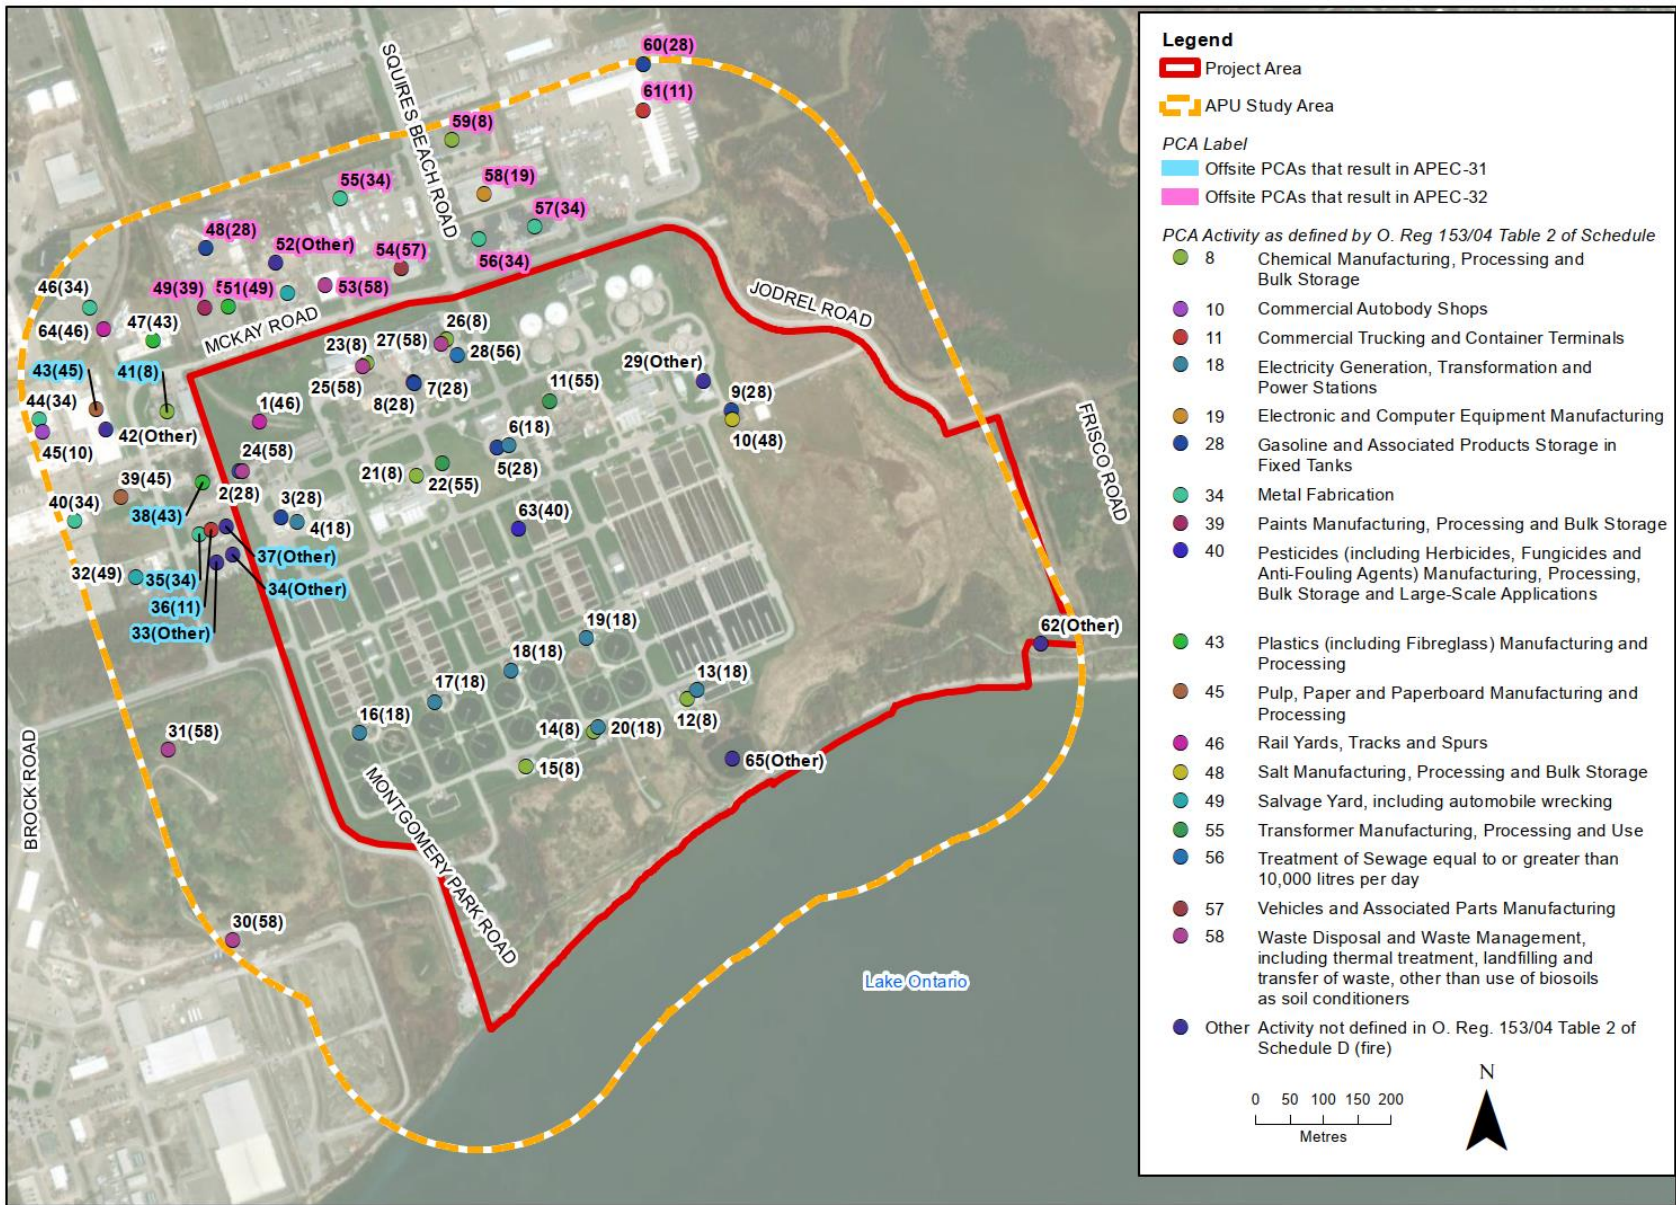 60(28)
61(11)
SQUIRES BEACH ROAD
59(8)
58(19)
55(34)
57(34)
48(28)
52(Other)
54(57)
56(34)
46(34)
49(39)
51(49)
53(58)
JODREL ROAD
64(46)
47(43)
MCKAY ROAD
26(8)
23(8)
27(58)
28(56)
29(Other)
43(45)
41(8)
25(58)
7(28)
11(55)
9(28)
8(28)
44(34)
1(46)
FRISCO ROAD
42(Other)
6(18)
10(48)
45(10)
24(58)
5(28)
21(8)
22(55)
39(45)
2(28)
3(28)
40(34)
38(43)
4(18)
63(40)
37(Other)
32(49)
35(34)
34(Other)
36(11)
33(Other)
62(Other)
19(18)
18(18)
13(18)
17(18)
16(18)
12(8)
14(8)
20(18)
31(58)
65(Other)
15(8)
BROCK ROAD
MONTGOMERY PARK ROAD
30(58)
Lake Ontario
Legend
Project Area
APU Study Area
PCA Label
Offsite PCAs that result in APEC-31
Offsite PCAs that result in APEC-32
PCA Activity as defined by O. Reg 153/04 Table 2 of Schedule
8 Chemical Manufacturing, Processing and
Bulk Storage
10 Commercial Autobody Shops
11 Commercial Trucking and Container Terminals
18 Electricity Generation, Transformation and
Power Stations
19 Electronic and Computer Equipment Manufacturing
28 Gasoline and Associated Products Storage in
Fixed Tanks
34 Metal Fabrication
39 Paints Manufacturing, Processing and Bulk Storage
40 Pesticides (including Herbicides, Fungicides and
Anti-Fouling Agents) Manufacturing, Processing,
Bulk Storage and Large-Scale Applications
43 Plastics (including Fibreglass) Manufacturing and
Processing
45 Pulp, Paper and Paperboard Manufacturing and
Processing
46 Rail Yards, Tracks and Spurs
48 Salt Manufacturing, Processing and Bulk Storage
49 Salvage Yard, including automobile wrecking
55 Transformer Manufacturing, Processing and Use
56 Treatment of Sewage equal to or greater than
10,000 litres per day
57 Vehicles and Associated Parts Manufacturing
58 Waste Disposal and Waste Management,
including thermal treatment, landfilling and
transfer of waste, other than use of biosoils
as soil conditioners
Other Activity not defined in O. Reg. 153/04 Table 2 of
Schedule D (fire)
N
0 50 100 150 200
Metres